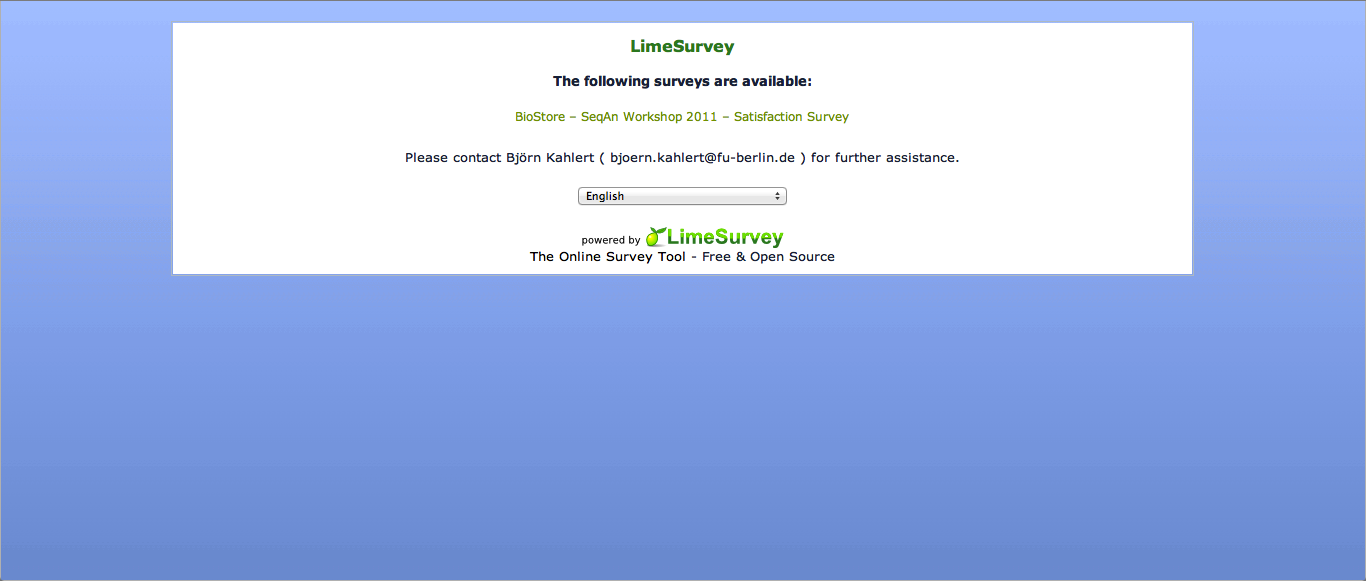 LimeSurvey
The following surveys are available:
BioStore – SeqAn Workshop 2011 – Satisfaction Survey
Please contact Björn Kahlert ( bjoern.kahlert@fu-berlin.de ) for further assistance.
English
powered by LimeSurvey
The Online Survey Tool - Free & Open Source